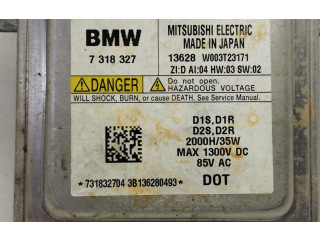 BMW
7 318 327
MITSUBISHI ELECTRIC
MADE IN JAPAN
13628 W003T23171
ZI:D AI:04 HW:03 SW:02
DANGER
Do not open.
HAZARDOUS VOLTAGE
WILL SHOCK, BURN, or cause DEATH. See Service Manual.
D1S,D1R
D2S,D2R
2000H/35W
MAX 1300V DC
85V AC
*731832704 3B136280493*
DOT